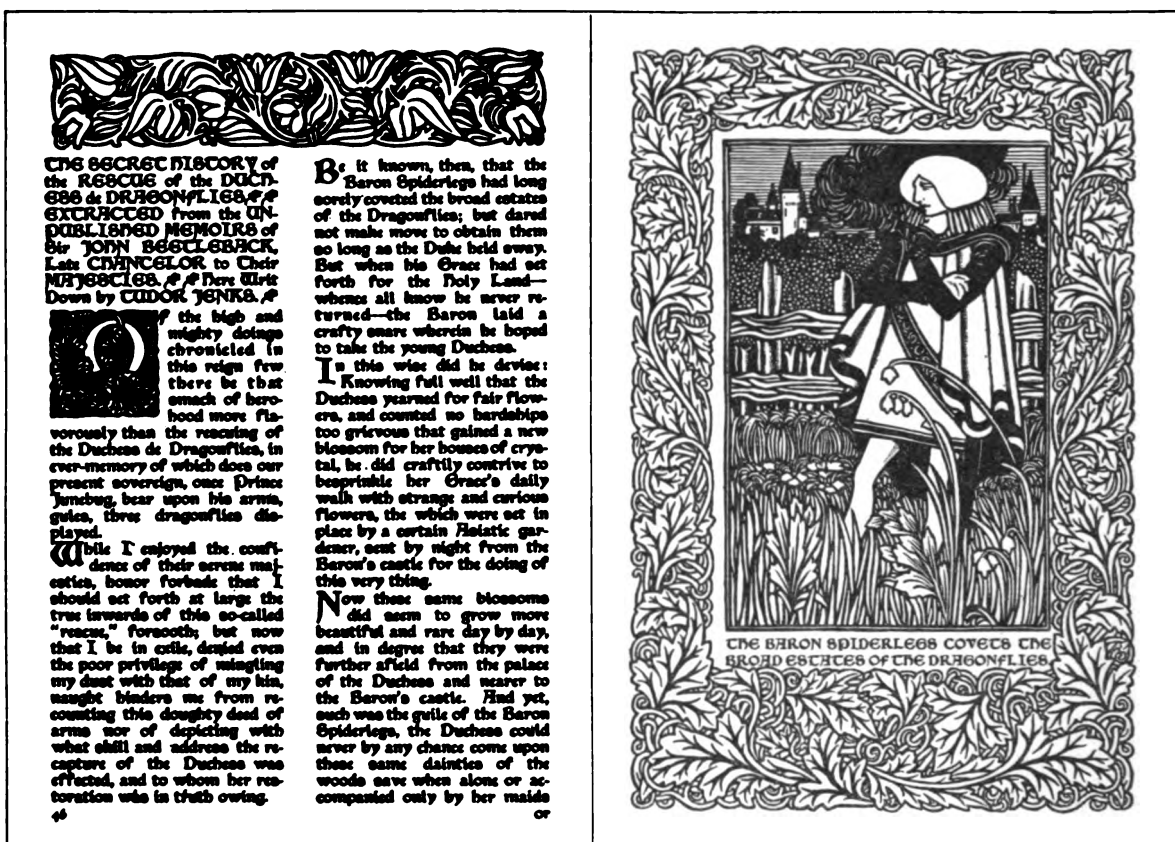 THE SECRET HISTORY of
the RESCUE of the DUCH-
ESS de DRAGONFLIES
EXTRACTED from the UN-
PUBLISHED MEMOIRS of
Sir JOHN BEETLEBACK,
Late CHANCELOR to Their
MAJESTIES. Here Writ
Down by TUDOR JENKS.
Of the high and
mighty doings
chronicled in
this reign few
there be that
smack of hero-
hood more fla-
vorously than the rescuing of
the Duchess de Dragonflies, in
ever-memory of which does our
present sovereign, once Prince
Junebug, bear upon his arms,
gules, three dragonflies dis-
played.
While I enjoyed the confi-
dence of their serene maj-
esties, honor forbade that I
should set forth at large the
true inwards of this so-called
"rescue," forsooth; but now
that I be in exile, denied even
the poor privilege of mingling
my dust with that of my kin,
naught hinders me from re-
counting this doughty deed of
arms nor of depicting with
what skill and address the re-
capture of the Duchess was
effected, and to whom her res-
toration was in truth owing.
46
Be it known, then, that the
Baron Spiderlegs had long
sorely coveted the broad estates
of the Dragonflies; but dared
not make move to obtain them
so long as the Duke held sway.
But when his Grace had set
forth for the Holy Land—
whence all know he never re-
turned—the Baron laid a
crafty snare wherein he hoped
to take the young Duchess.
In this wise did he devise:
Knowing full well that the
Duchess yearned for fair flow-
ers, and counted no hardships
too grievous that gained a new
blossom for her houses of crys-
tal, he did craftily contrive to
besprinkle her Grace's daily
walk with strange and curious
flowers, the which were set in
place by a certain Asiatic gar-
dener, sent by night from the
Baron's castle for the doing of
this very thing.
Now these same blossoms
did seem to grow more
beautiful and rare day by day,
and in degree that they were
further afield from the palace
of the Duchess and nearer to
the Baron's castle. And yet,
such was the guile of the Baron
Spiderlegs, the Duchess could
never by any chance come upon
these same dainties of the
woods save when alone or ac-
companied only by her maids
or
THE BARON SPIDERLEGS COVETS THE
BROAD ESTATES OF THE DRAGONFLIES.